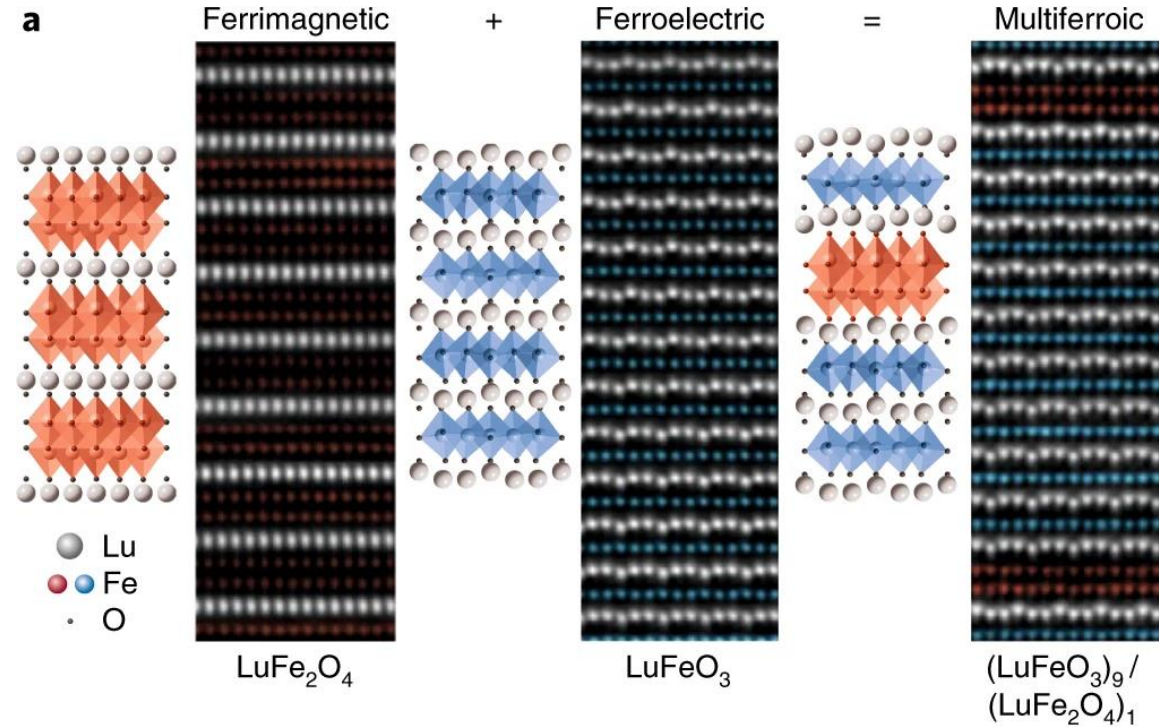 a
Ferrimagnetic + Ferroelectric = Multiferroic
Lu
Fe
O
LuFe₂O₄
LuFeO₃
(LuFeO₃)₉ /
(LuFe₂O₄)₁